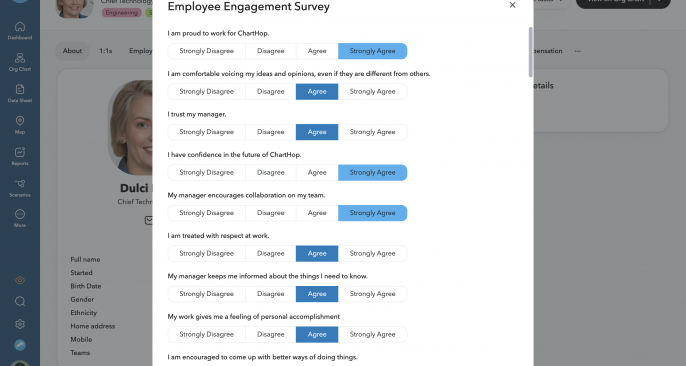 Chief Technology
Engineering
Employee Engagement Survey
View on Org Chart
Dashboard
Org Chart
Data Sheet
Map
Reports
Scenarios
More
About
1:1s
Employ
ensation
etails
Dulci
Chief Techn
Full name
Started
Birth Date
Gender
Ethnicity
Home address
Mobile
Teams
I am proud to work for ChartHop.
Strongly Disagree Disagree Agree Strongly Agree
I am comfortable voicing my ideas and opinions, even if they are different from others.
Strongly Disagree Disagree Agree Strongly Agree
I trust my manager.
Strongly Disagree Disagree Agree Strongly Agree
I have confidence in the future of ChartHop.
Strongly Disagree Disagree Agree Strongly Agree
My manager encourages collaboration on my team.
Strongly Disagree Disagree Agree Strongly Agree
I am treated with respect at work.
Strongly Disagree Disagree Agree Strongly Agree
My manager keeps me informed about the things I need to know.
Strongly Disagree Disagree Agree Strongly Agree
My work gives me a feeling of personal accomplishment
Strongly Disagree Disagree Agree Strongly Agree
I am encouraged to come up with better ways of doing things.